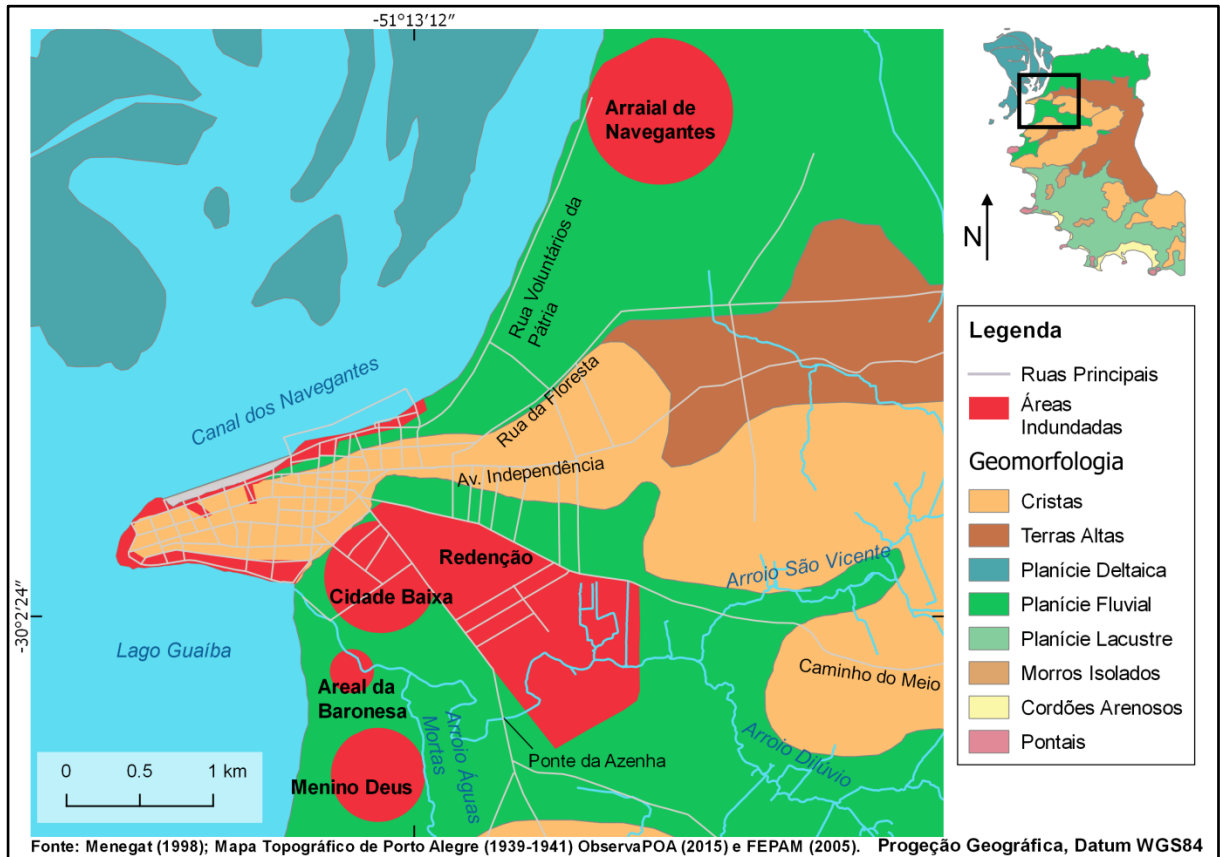 -51°13'12"
Arraial de
Navegantes
Rua Voluntários da
Pátria
Canal dos Navegantes
Rua da Floresta
Av. Independência
Redenção
Arroio São Vicente
Cidade Baixa
-30°2'24"
Lago Guaíba
Caminho do Meio
Areal da
Baronesa
Arroio Águas
Mortas
Ponte da Azenha
Arroio Dilúvio
Menino Deus
0 0.5 1 km
N
Legenda
Ruas Principais
Áreas
Indundadas
Geomorfologia
Cristas
Terras Altas
Planície Deltaica
Planície Fluvial
Planície Lacustre
Morros Isolados
Cordões Arenosos
Pontais
Fonte: Menegat (1998); Mapa Topográfico de Porto Alegre (1939-1941) ObservaPOA (2015) e FEPAM (2005). Progeção Geográfica, Datum WGS84